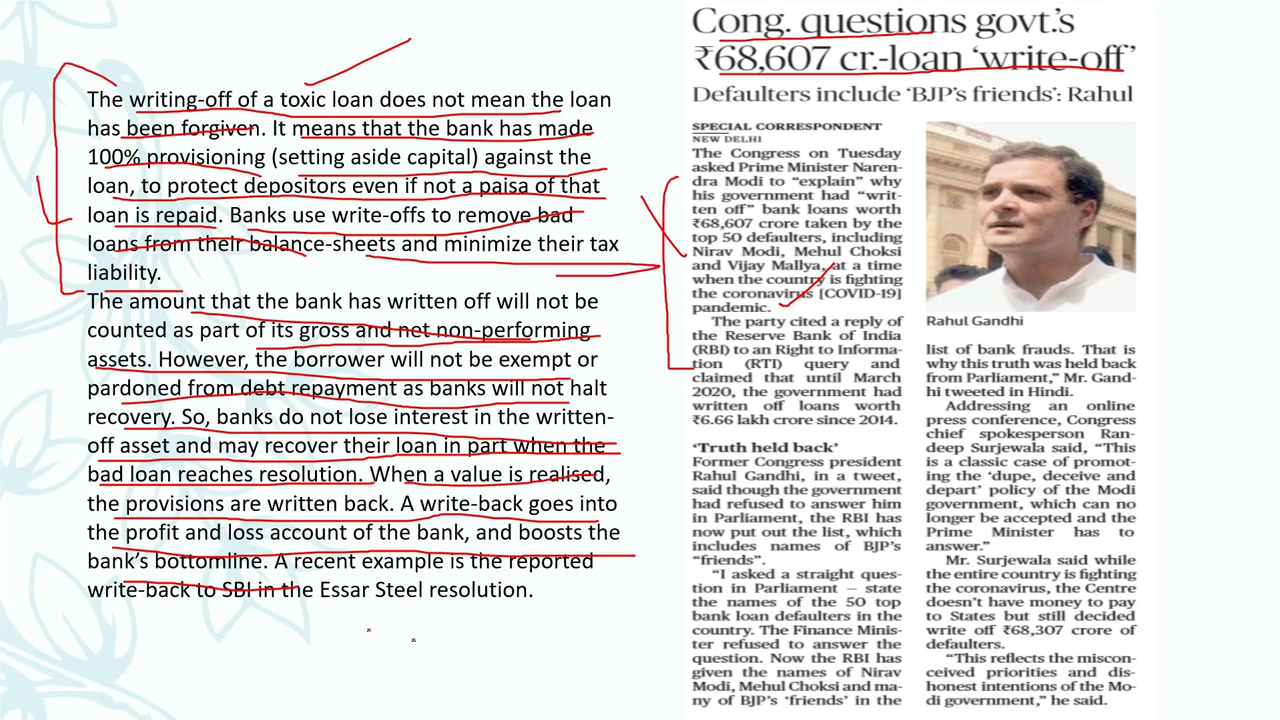 The writing-off of a toxic loan does not mean the loan
has been forgiven. It means that the bank has made
100% provisioning (setting aside capital) against the
loan, to protect depositors even if not a paisa of that
loan is repaid. Banks use write-offs to remove bad
loans from their balance-sheets and minimize their tax
liability.
The amount that the bank has written off will not be
counted as part of its gross and net non-performing
assets. However, the borrower will not be exempt or
pardoned from debt repayment as banks will not halt
recovery. So, banks do not lose interest in the written-
off asset and may recover their loan in part when the
bad loan reaches resolution. When a value is realised,
the provisions are written back. A write-back goes into
the profit and loss account of the bank, and boosts the
bank's bottomline. A recent example is the reported
write-back to SBI in the Essar Steel resolution.
Cong. questions govt.'s
₹68,607 cr.-loan 'write-off'
Defaulters include 'BJP's friends': Rahul
SPECIAL CORRESPONDENT
NEW DELHI
The Congress on Tuesday
asked Prime Minister Naren-
dra Modi to "explain" why
his government had "writ-
ten off" bank loans worth
₹68,607 crore taken by the
top 50 defaulters, including
Nirav Modi, Mehul Choksi
and Vijay Mallya, at a time
when the country is fighting
the coronavirus [COVID-19]
pandemic.
The party cited a reply of
the Reserve Bank of India
(RBI) to an Right to Informa-
tion (RTI) query and
claimed that until March
2020, the government had
written off loans worth
₹6.66 lakh crore since 2014.
'Truth held back'
Former Congress president
Rahul Gandhi, in a tweet,
said though the government
had refused to answer him
in Parliament, the RBI has
now put out the list, which
includes names of BJP's
"friends".
"I asked a straight ques-
tion in Parliament – state
the names of the 50 top
bank loan defaulters in the
country. The Finance Minis-
ter refused to answer the
question. Now the RBI has
given the names of Nirav
Modi, Mehul Choksi and ma-
ny of BJP's 'friends' in the
Rahul Gandhi
list of bank frauds. That is
why this truth was held back
from Parliament," Mr. Gand-
hi tweeted in Hindi.
Addressing an online
press conference, Congress
chief spokesperson Ran-
deep Surjewala said, "This
is a classic case of promot-
ing the 'dupe, deceive and
depart' policy of the Modi
government, which can no
longer be accepted and the
Prime Minister has to
answer."
Mr. Surjewala said while
the entire country is fighting
the coronavirus, the Centre
doesn't have money to pay
to States but still decided
write off ₹68,307 crore of
defaulters.
"This reflects the miscon-
ceived priorities and dis-
honest intentions of the Mo-
di government," he said.